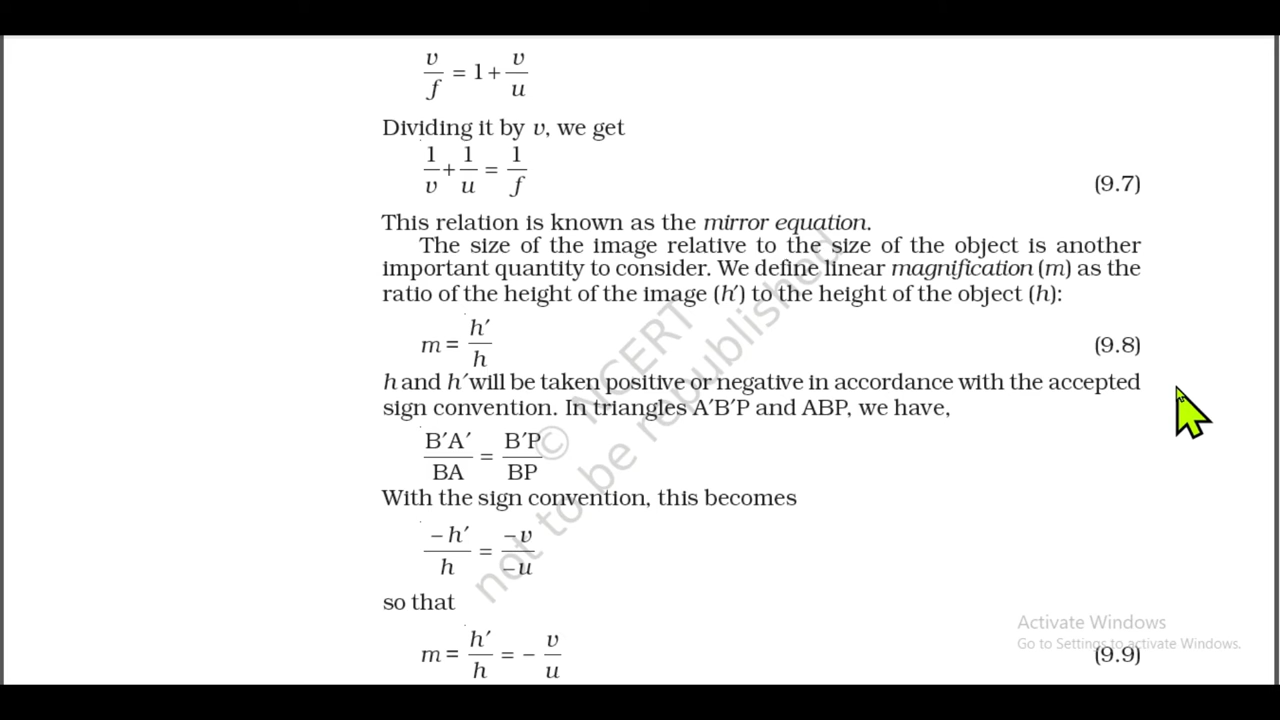 v/f = 1 + v/u
Dividing it by v, we get
1/v + 1/u = 1/f (9.7)
This relation is known as the mirror equation.
The size of the image relative to the size of the object is another
important quantity to consider. We define linear magnification (m) as the
ratio of the height of the image (h′) to the height of the object (h):
m = h′/h (9.8)
h and h′ will be taken positive or negative in accordance with the accepted
sign convention. In triangles A′B′P and ABP, we have,
B′A′/BA = B′P/BP
With the sign convention, this becomes
–h′/h = –v/–u
so that
m = h′/h = – v/u (9.9)
© NCERT
not to be republished
Activate Windows
Go to Settings to activate Windows.